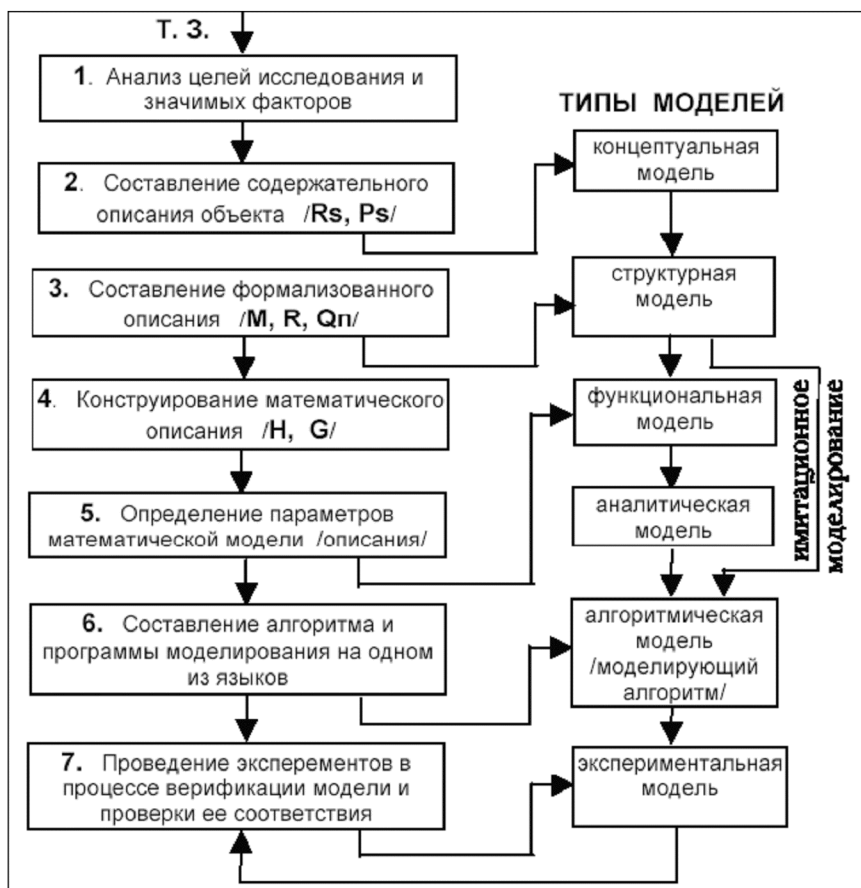 Т. З.
1. Анализ целей исследования и
значимых факторов
2. Составление содержательного
описания объекта /Rs, Ps/
3. Составление формализованного
описания /М, R, Qп/
4. Конструирование математического
описания /H, G/
5. Определение параметров
математической модели /описания/
6. Составление алгоритма и
программы моделирования на одном
из языков
7. Проведение эксперементов в
процессе верификации модели и
проверки ее соответствия
ТИПЫ МОДЕЛЕЙ
концептуальная
модель
структурная
модель
функциональная
модель
аналитическая
модель
алгоритмическая
модель
/моделирующий
алгоритм/
экспериментальная
модель
имитационное
моделирование